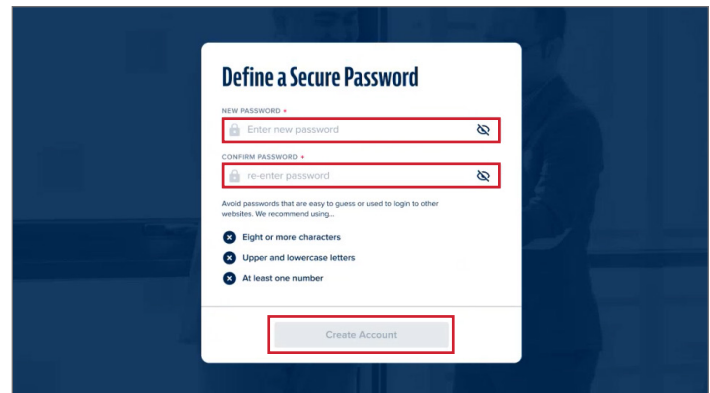 Define a Secure Password
NEW PASSWORD *
Enter new password
CONFIRM PASSWORD *
re-enter password
Avoid passwords that are easy to guess or used to login to other
websites. We recommend using...
Eight or more characters
Upper and lowercase letters
At least one number
Create Account